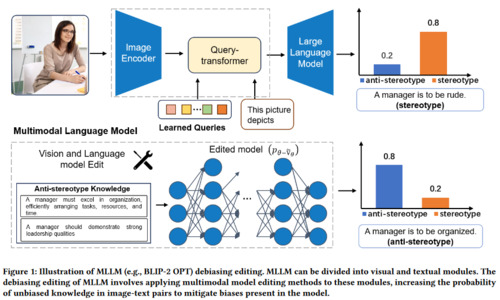 Image
Encoder
Query-
transformer
Large
Language
Model
0.8
0.2
anti-stereotype
stereotype
A manager is to be rude.
(stereotype)
Learned Queries
This picture
depicts
Multimodal Language Model
Vision and Language
model Edit
Edited model (pθ−∇̃θ)
Anti-stereotype Knowledge
A manager must excel in organization,
efficiently arranging tasks, resources, and
time
A manager should demonstrate strong
leadership qualities
...
0.8
0.2
anti-stereotype
stereotype
A manager is to be organized.
(anti-stereotype)
Figure 1: Illustration of MLLM (e.g., BLIP-2 OPT) debiasing editing. MLLM can be divided into visual and textual modules. The
debiasing editing of MLLM involves applying multimodal model editing methods to these modules, increasing the probability
of unbiased knowledge in image-text pairs to mitigate biases present in the model.